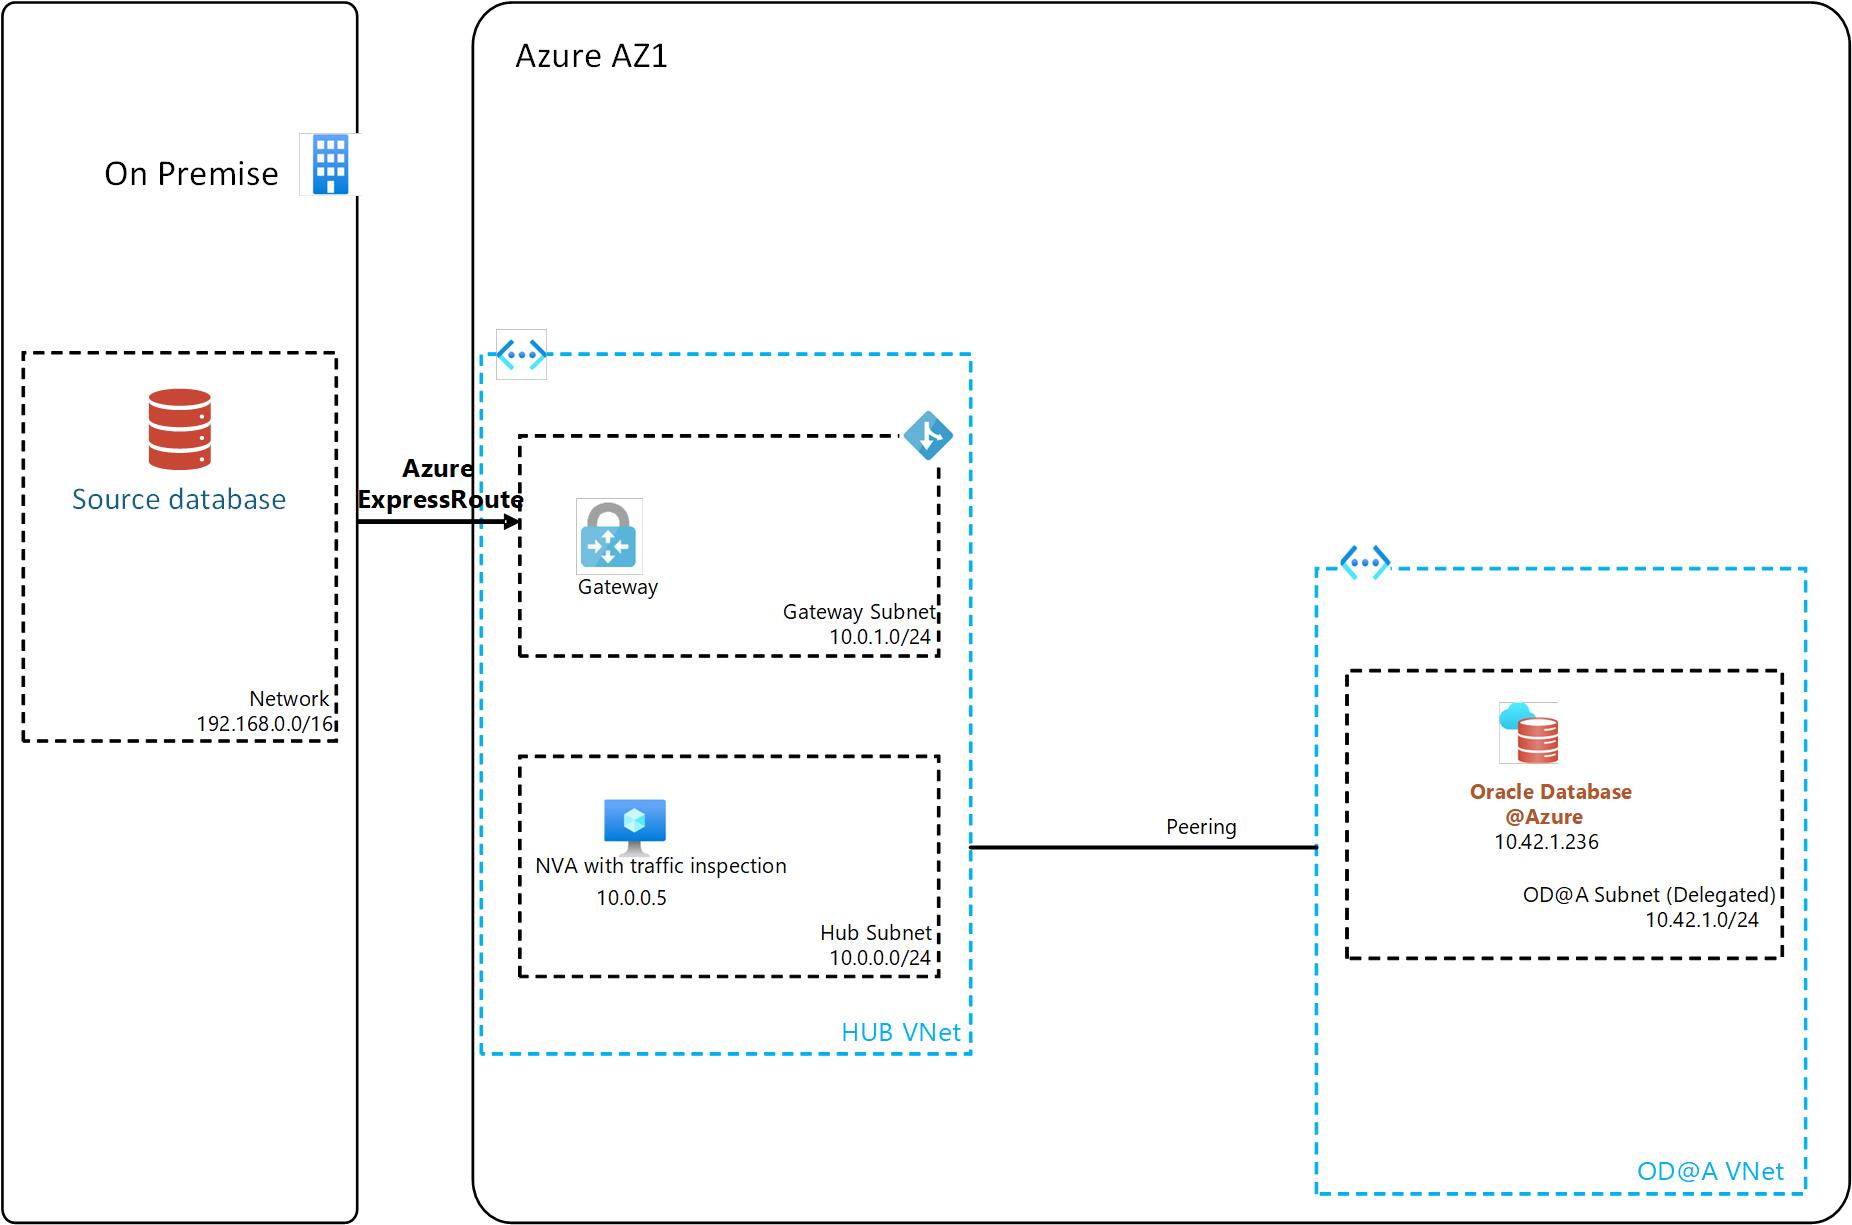 Azure AZ1
On Premise
Source database
Network
192.168.0.0/16
Azure
ExpressRoute
Gateway
Gateway Subnet
10.0.1.0/24
NVA with traffic inspection
10.0.0.5
Hub Subnet
10.0.0.0/24
HUB VNet
Peering
Oracle Database
@Azure
10.42.1.236
OD@A Subnet (Delegated)
10.42.1.0/24
OD@A VNet